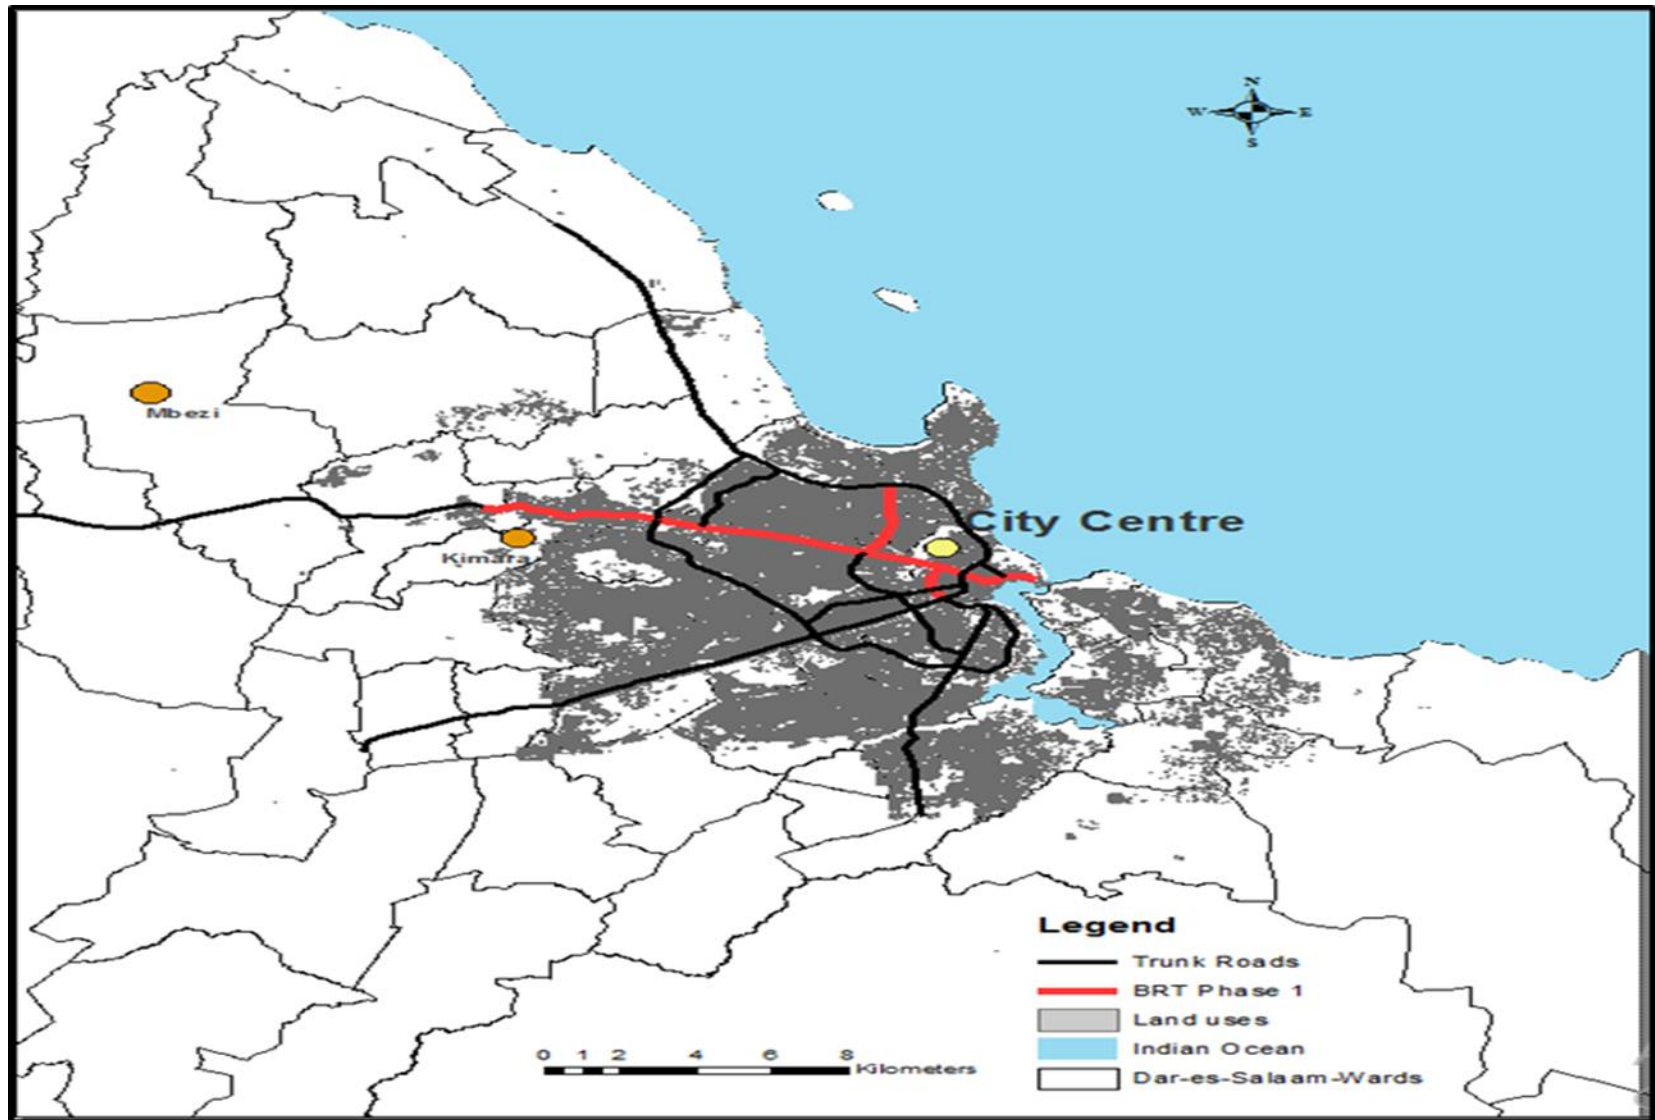 N
W E
S
Mbezi
City Centre
Kimara
Legend
Trunk Roads
BRT Phase 1
Land uses
Indian Ocean
Dar-es-Salaam-Wards
0 1 2 4 6 8
Kilometers